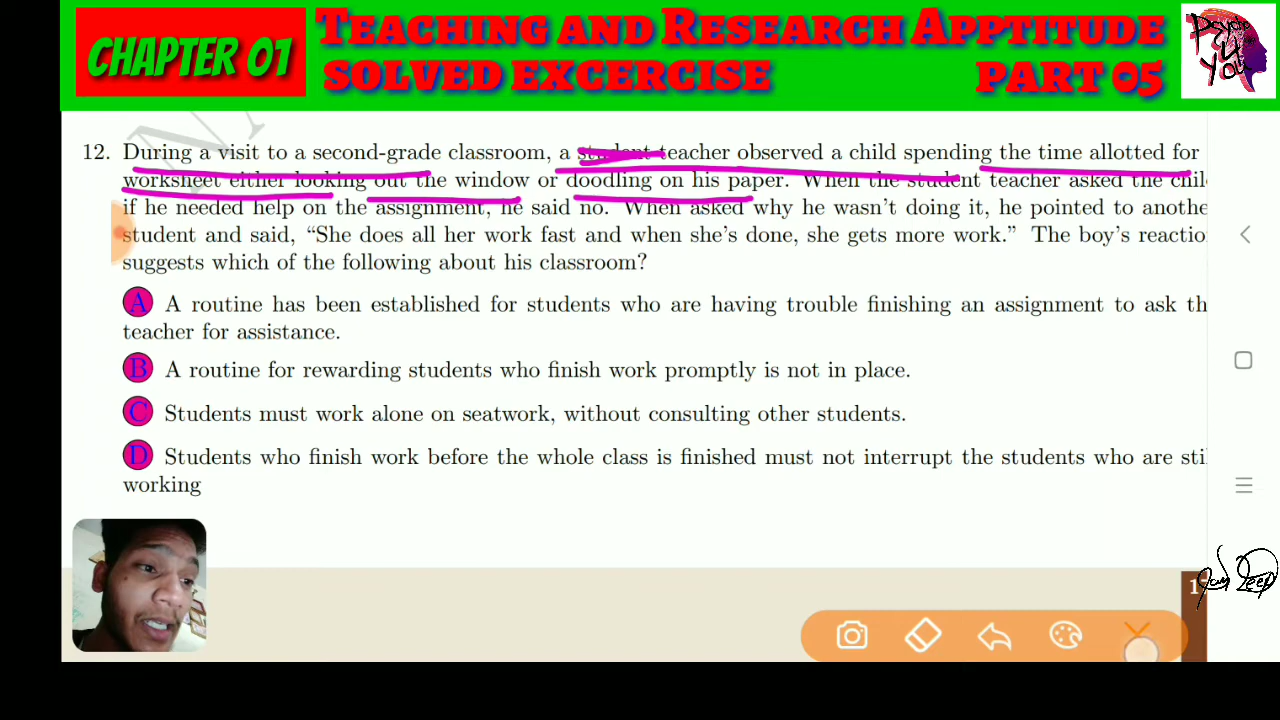 CHAPTER 01
TEACHING AND RESEARCH APPTITUDE
SOLVED EXCERCISE PART 05
Psycho
4
You
12. During a visit to a second-grade classroom, a student teacher observed a child spending the time allotted for
worksheet either looking out the window or doodling on his paper. When the student teacher asked the chil
if he needed help on the assignment, he said no. When asked why he wasn't doing it, he pointed to anothe
student and said, “She does all her work fast and when she's done, she gets more work.” The boy's reactio
suggests which of the following about his classroom?
A A routine has been established for students who are having trouble finishing an assignment to ask th
teacher for assistance.
B A routine for rewarding students who finish work promptly is not in place.
C Students must work alone on seatwork, without consulting other students.
D Students who finish work before the whole class is finished must not interrupt the students who are stil
working
1